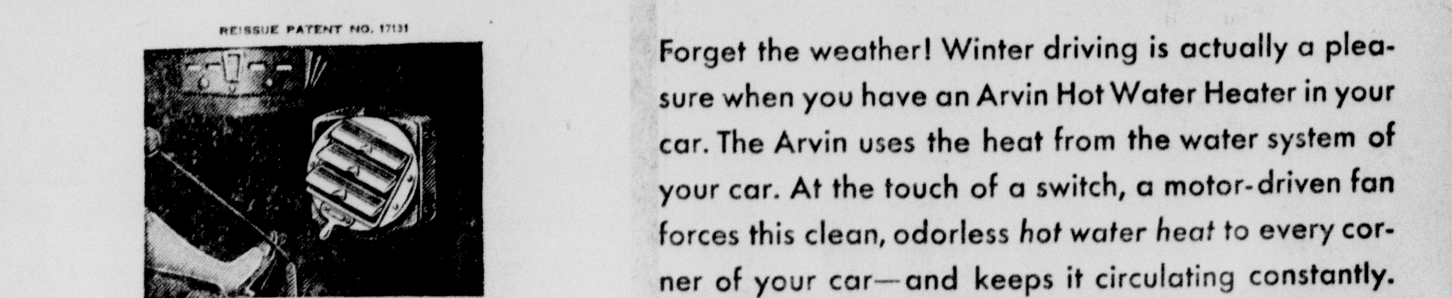 REISSUE PATENT NO. 17131
Forget the weather! Winter driving is actually a plea-
sure when you have an Arvin Hot Water Heater in your
car. The Arvin uses the heat from the water system of
your car. At the touch of a switch, a motor-driven fan
forces this clean, odorless hot water heat to every cor-
ner of your car—and keeps it circulating constantly.